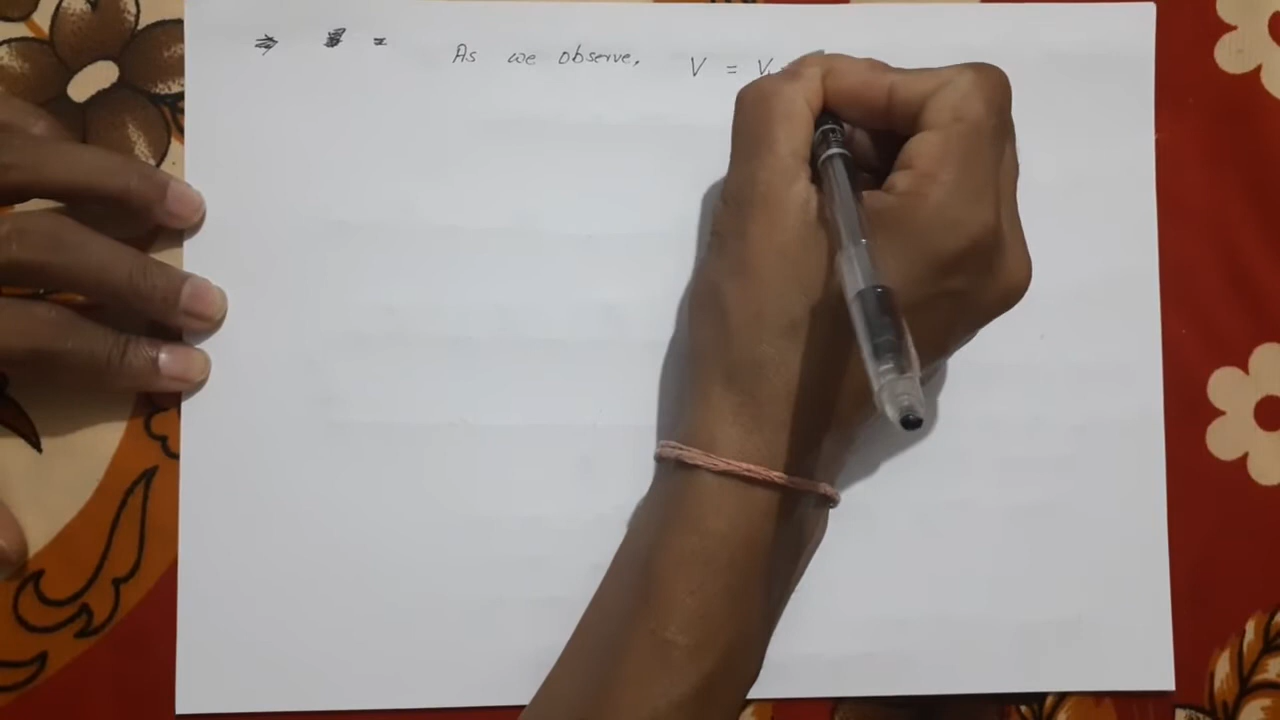 ⇒ = As we observe, V = V